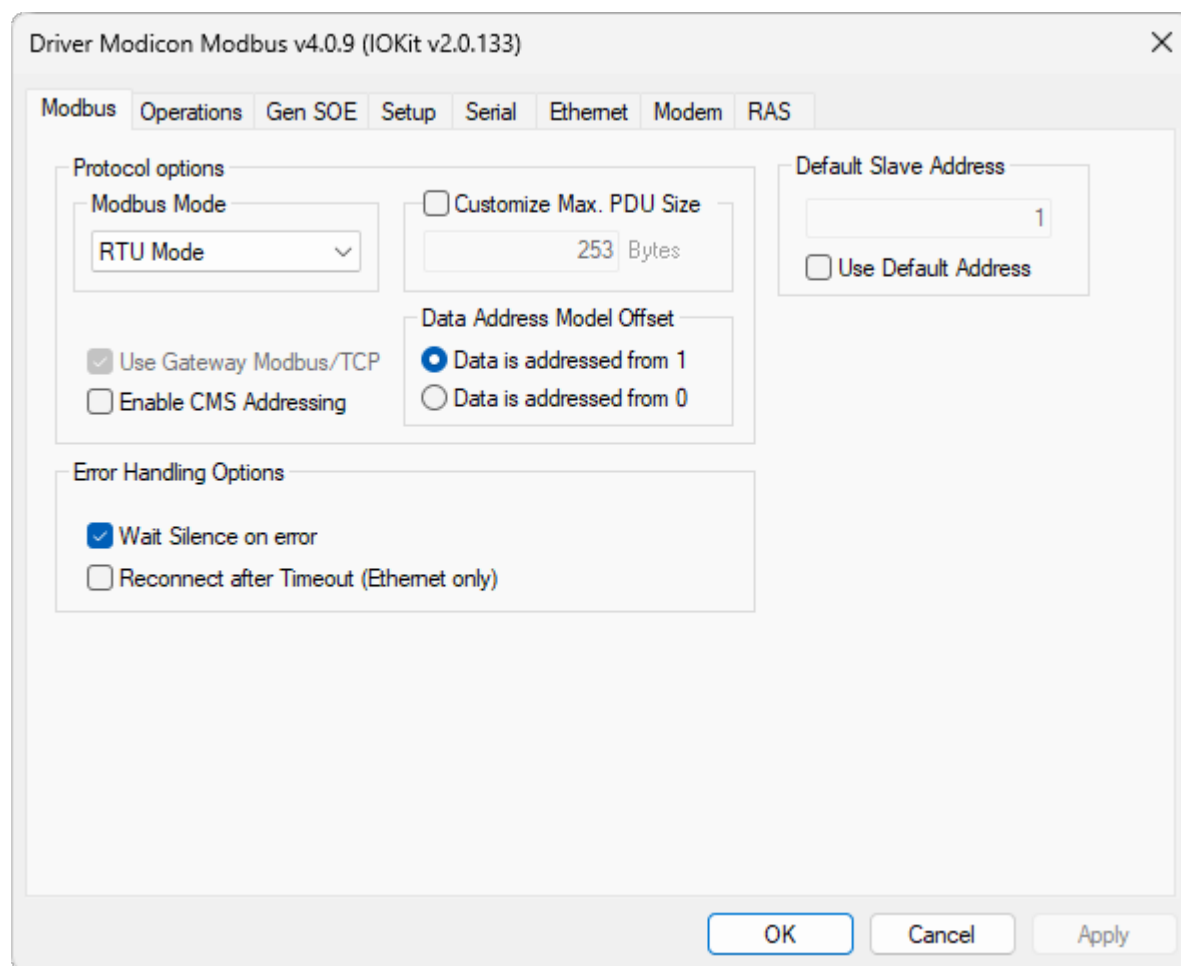 Driver Modicon Modbus v4.0.9 (IOKit v2.0.133)
Modbus Operations Gen SOE Setup Serial Ethernet Modem RAS
Protocol options
Modbus Mode
RTU Mode
Customize Max. PDU Size
253 Bytes
Default Slave Address
1
Use Default Address
Use Gateway Modbus/TCP
Enable CMS Addressing
Data Address Model Offset
Data is addressed from 1
Data is addressed from 0
Error Handling Options
Wait Silence on error
Reconnect after Timeout (Ethernet only)
OK Cancel Apply